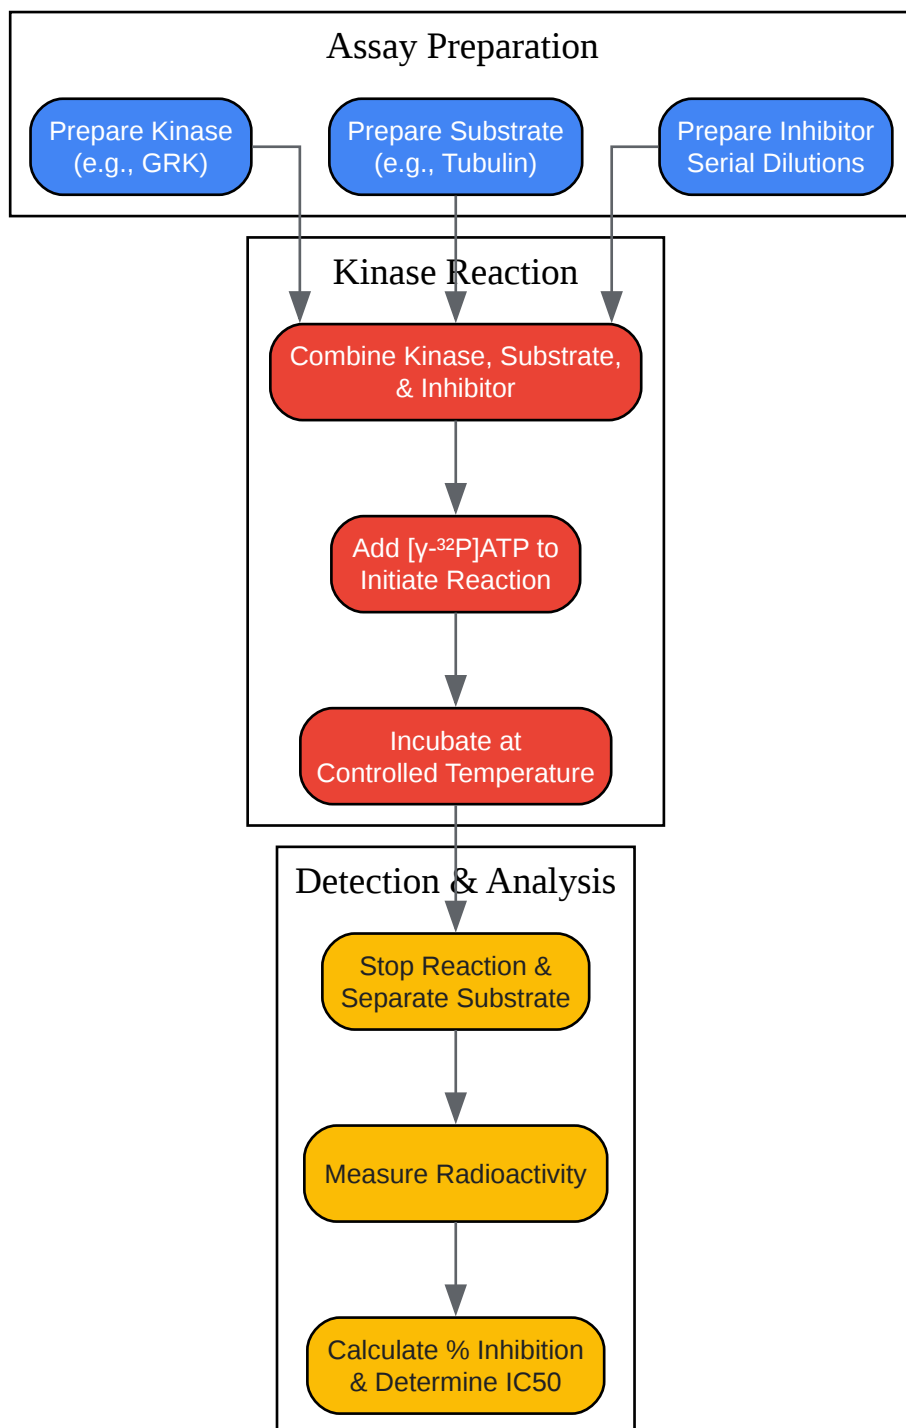 Assay Preparation
Prepare Kinase
(e.g., GRK)
Prepare Substrate
(e.g., Tubulin)
Prepare Inhibitor
Serial Dilutions
Kinase Reaction
Combine Kinase, Substrate,
& Inhibitor
Add [γ-³²P]ATP to
Initiate Reaction
Incubate at
Controlled Temperature
Detection & Analysis
Stop Reaction &
Separate Substrate
Measure Radioactivity
Calculate % Inhibition
& Determine IC50